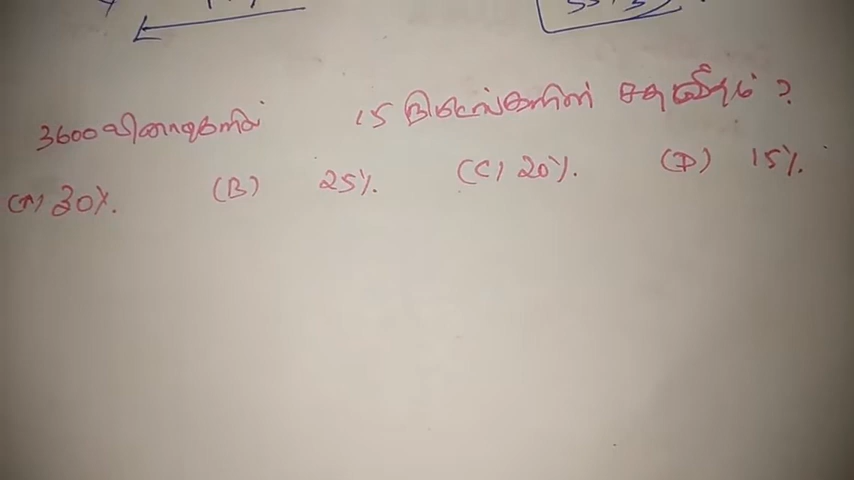 3600 வினாடிகளில் 15 நிமிடங்களின் சதவீதம் ?
(A) 30%. (B) 25%. (C) 20%. (D) 15%.